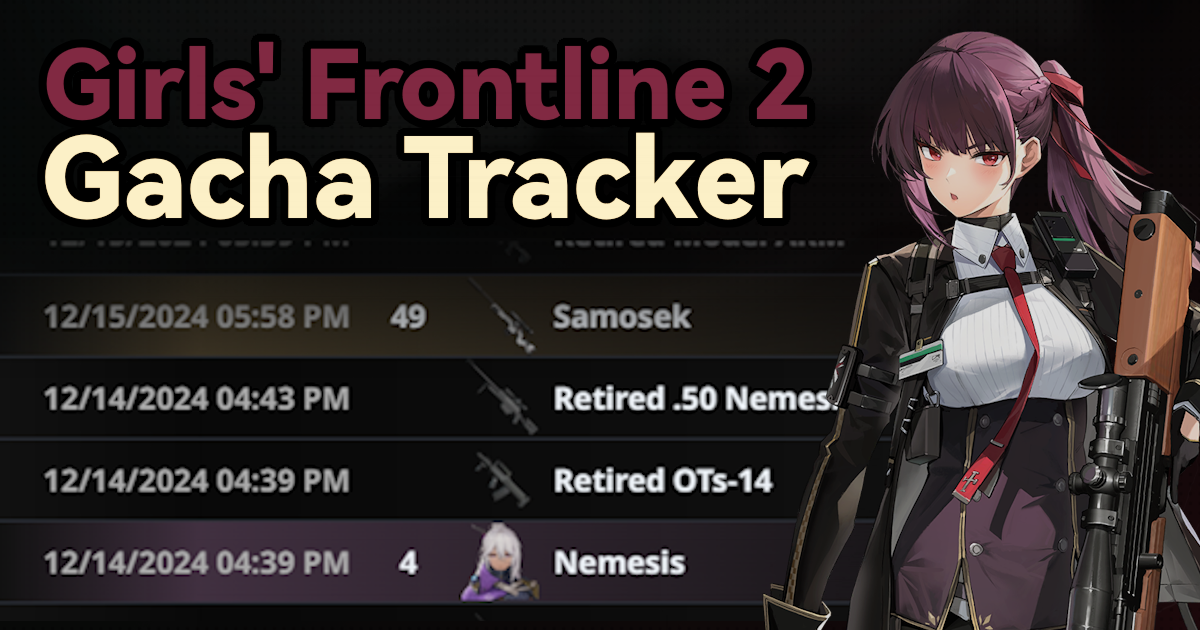 Girls' Frontline 2
Gacha Tracker
12/15/2024 05:58 PM 49 Samosek
12/14/2024 04:43 PM Retired .50
12/14/2024 04:39 PM Retired OTs-14
12/14/2024 04:39 PM 4 Nemesis